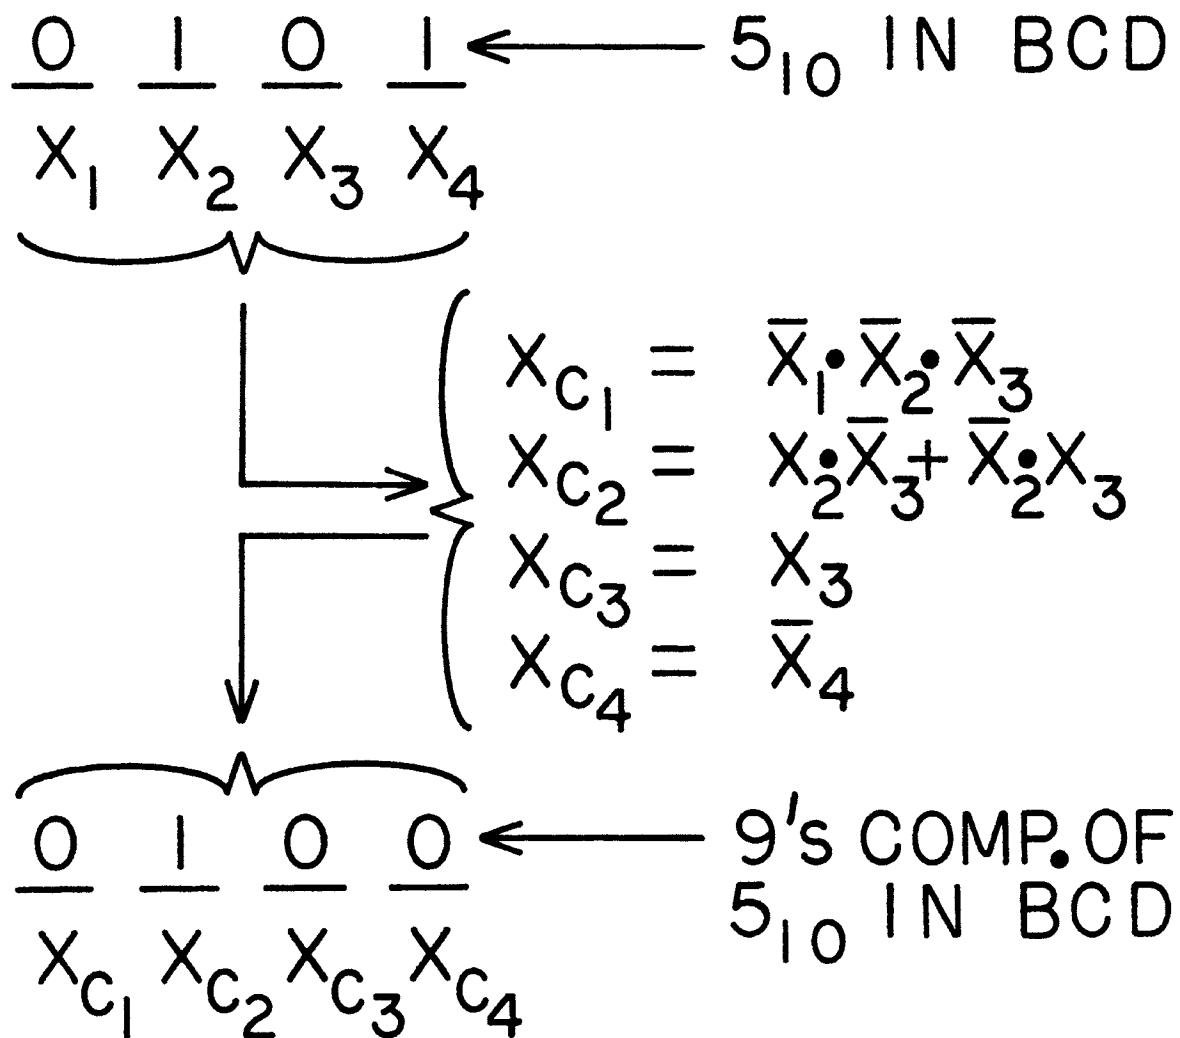 0 1 0 1 ← 5₁₀ IN BCD
X₁ X₂ X₃ X₄
X_C₁ = X̅₁•X̅₂•X̅₃
X_C₂ = X₂•X̅₃+X̅₂•X₃
X_C₃ = X₃
X_C₄ = X̅₄
0 1 0 0 ← 9's COMP. OF
5₁₀ IN BCD
X_C₁ X_C₂ X_C₃ X_C₄